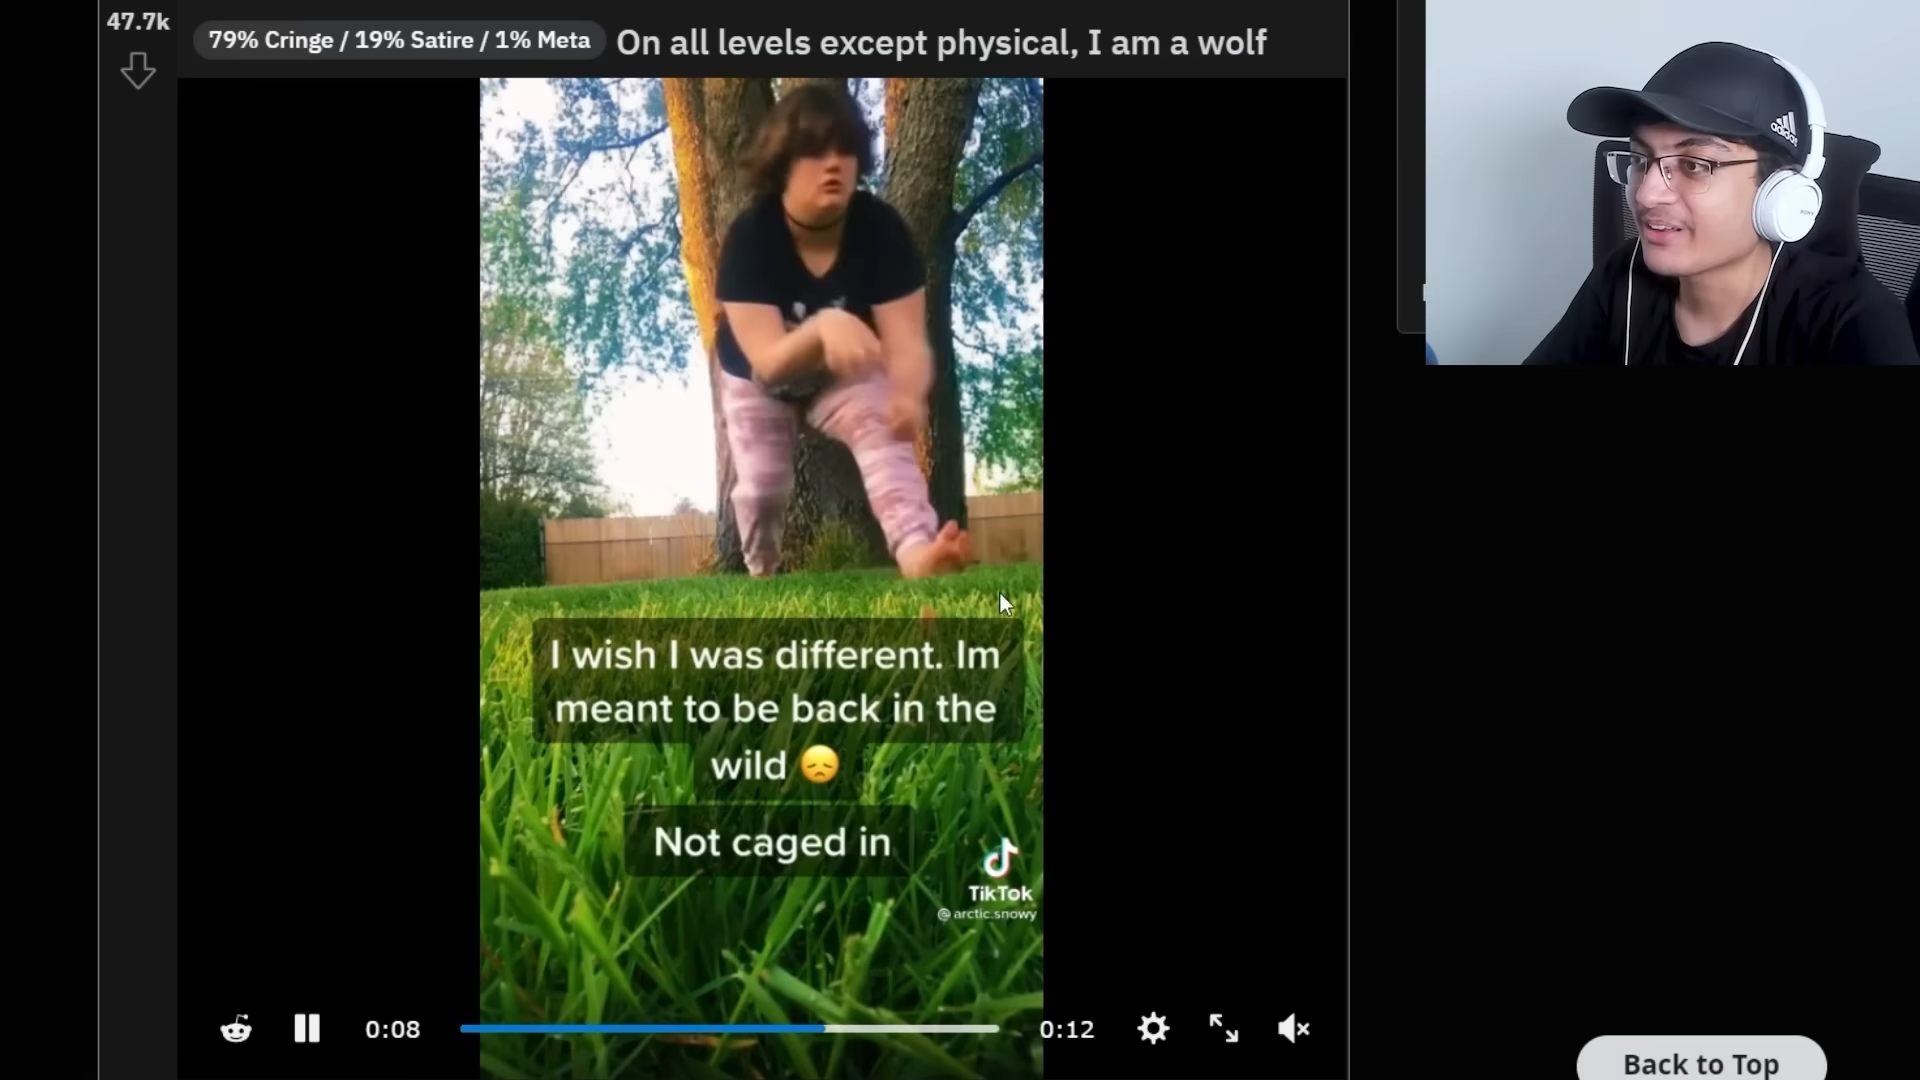 47.7k
79% Cringe / 19% Satire / 1% Meta On all levels except physical, I am a wolf
adidas
SONY
I wish I was different. Im
meant to be back in the
wild 😞
Not caged in
TikTok
@arctic.snowy
0:08
0:12
Back to Top